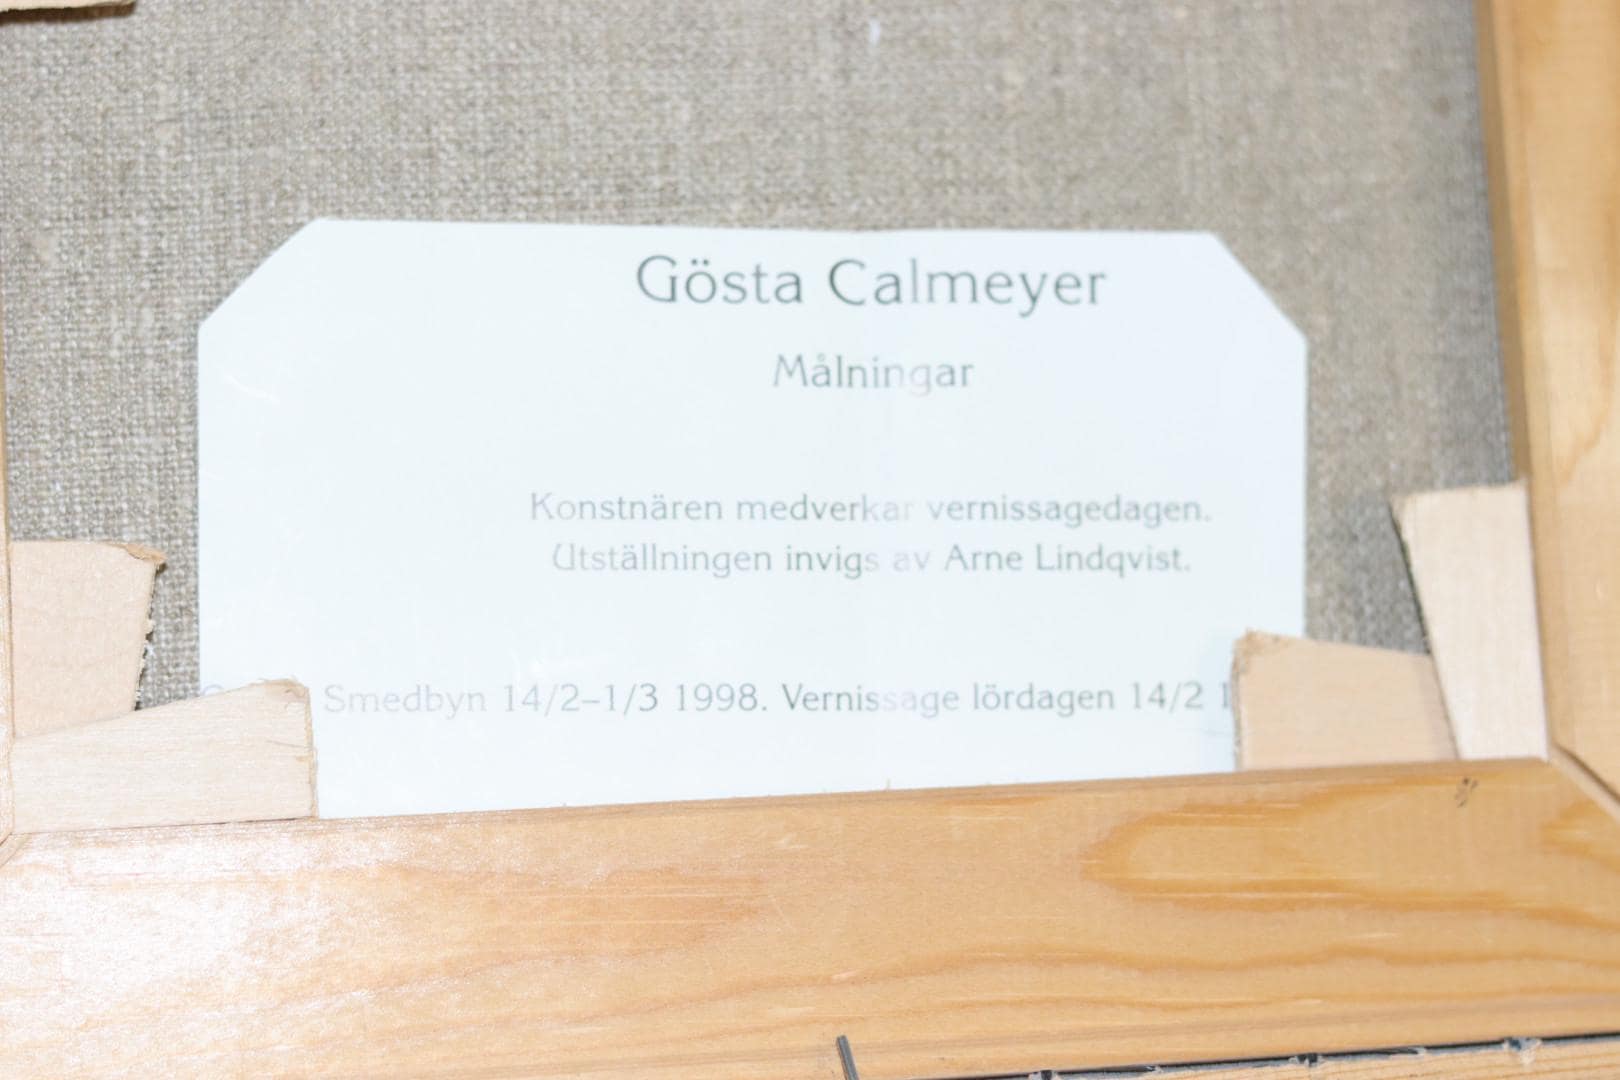 Gösta Calmeyer
Målningar
Konstnären medverkar vernissagedagen.
Utställningen invigs av Arne Lindqvist.
Smedbyn 14/2–1/3 1998. Vernissage lördagen 14/2